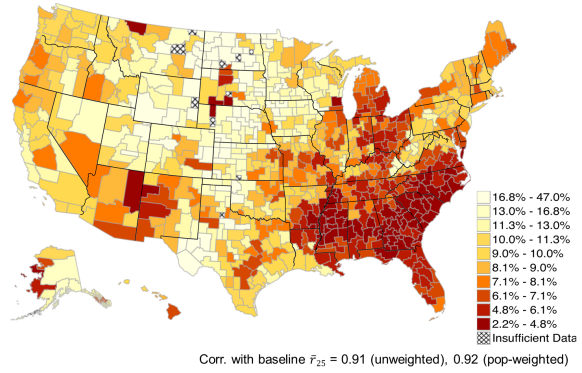 16.8% - 47.0%
13.0% - 16.8%
11.3% - 13.0%
10.0% - 11.3%
9.0% - 10.0%
8.1% - 9.0%
7.1% - 8.1%
6.1% - 7.1%
4.8% - 6.1%
2.2% - 4.8%
Insufficient Data
Corr. with baseline r̄₂₅ = 0.91 (unweighted), 0.92 (pop-weighted)